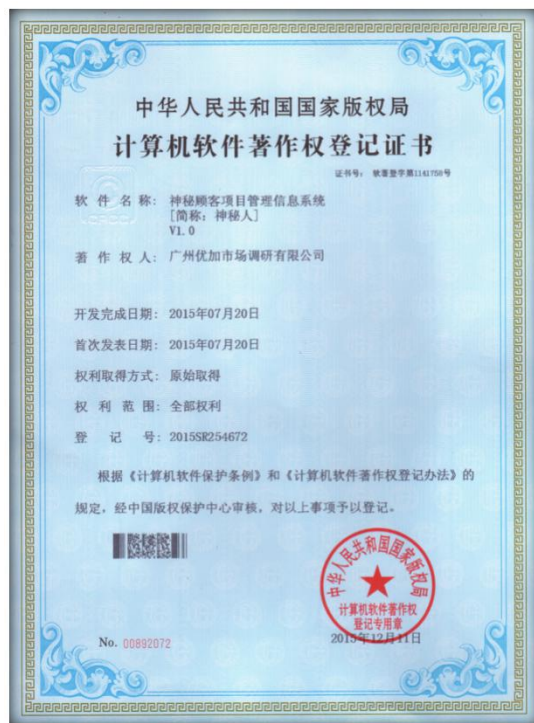 中华人民共和国国家版权局
计算机软件著作权登记证书
证书号： 软著登字第1141758号
软件名称： 神秘顾客项目管理信息系统
[简称：神秘人]
V1.0
著作权人： 广州优加市场调研有限公司
开发完成日期： 2015年07月20日
首次发表日期： 2015年07月20日
权利取得方式： 原始取得
权利范围： 全部权利
登记号： 2015SR254672
根据《计算机软件保护条例》和《计算机软件著作权登记办法》的
规定，经中国版权保护中心审核，对以上事项予以登记。
中华人民共和国国家版权局
计算机软件著作权
登记专用章
2015年12月11日
No. 00892072